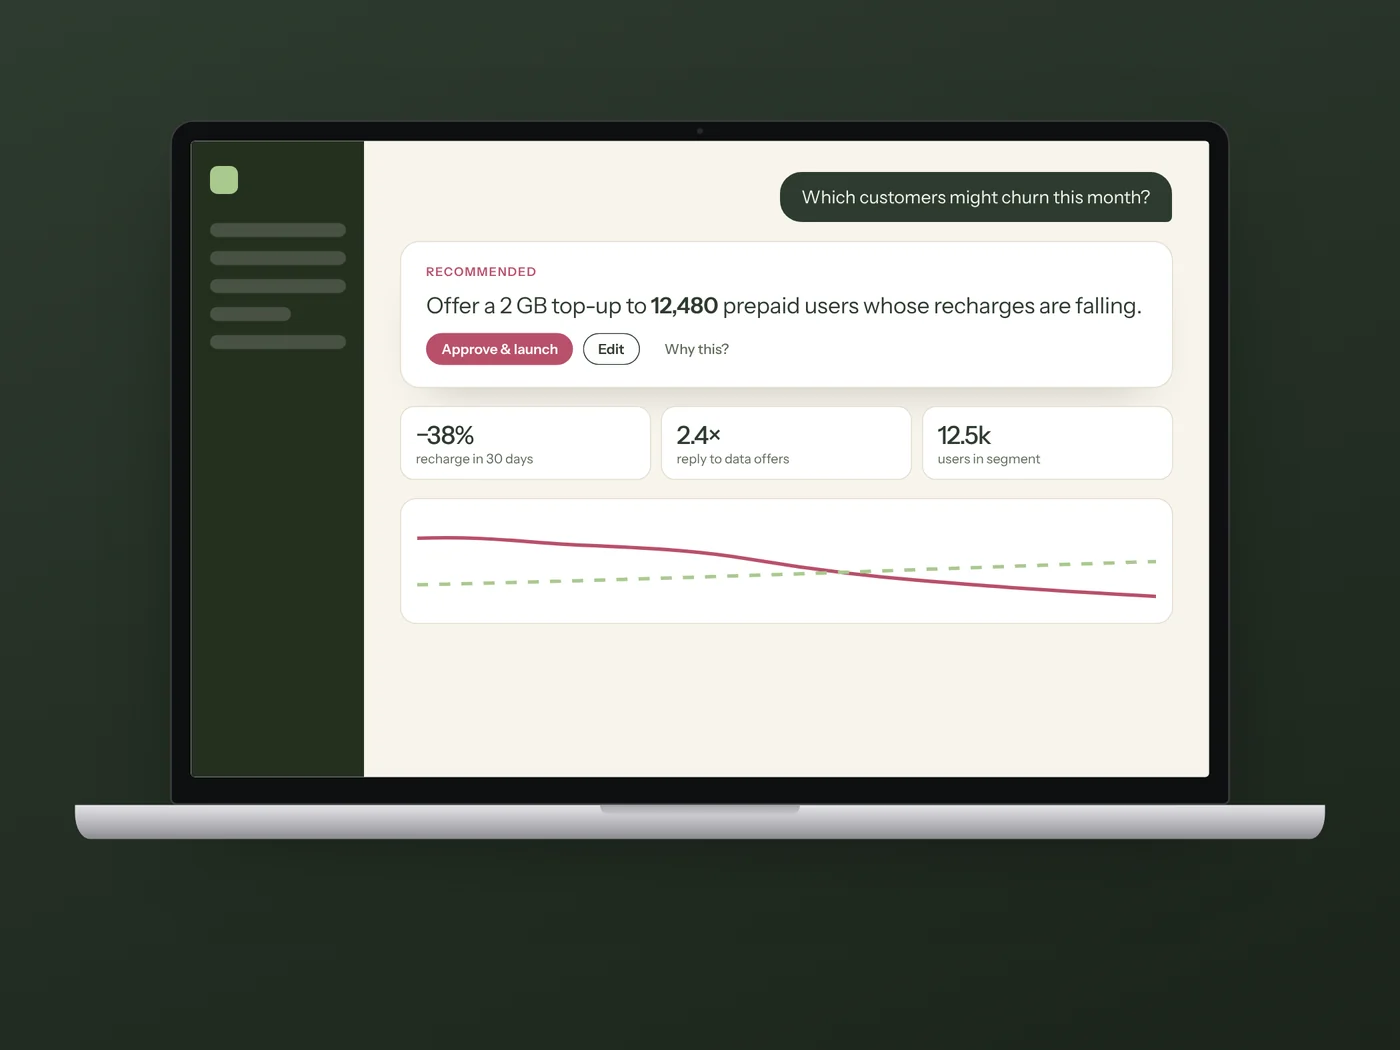 Which customers might churn this month?
RECOMMENDED
Offer a 2 GB top-up to 12,480 prepaid users whose recharges are falling.
Approve & launch
Edit
Why this?
−38%
recharge in 30 days
2.4×
reply to data offers
12.5k
users in segment